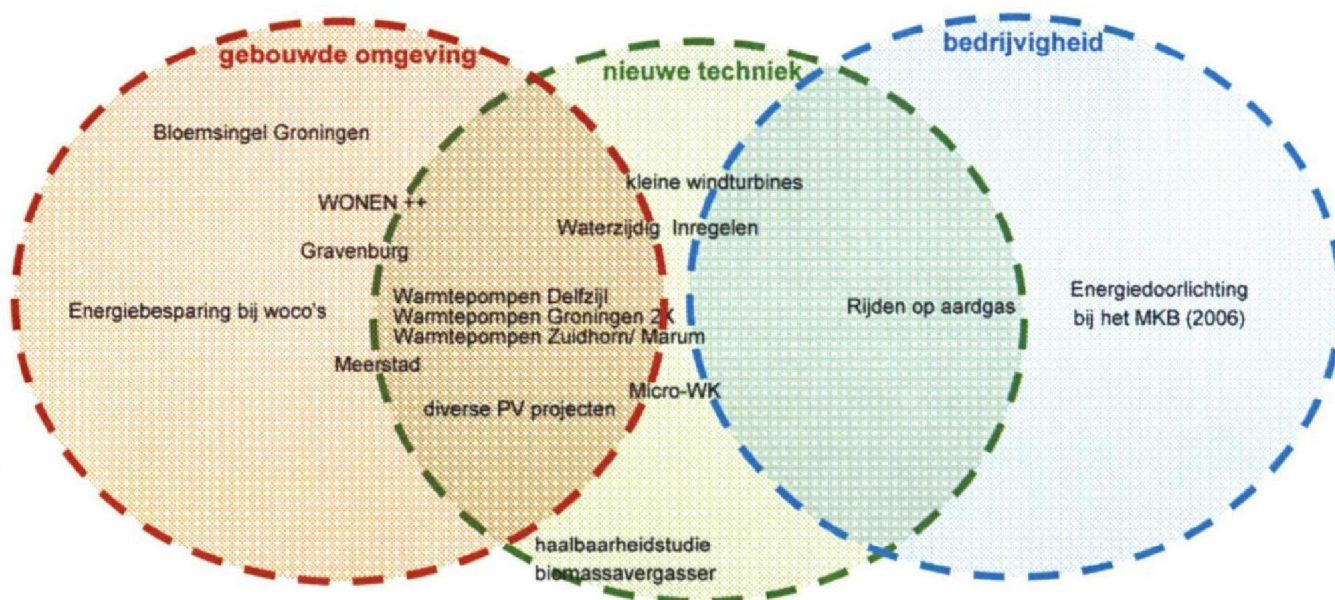 gebouwde omgeving
nieuwe techniek
bedrijvigheid
Bloemsingel Groningen
kleine windturbines
WONEN ++
Waterzijdig Inregelen
Gravenburg
Energiebesparing bij woco's
Warmtepompen Delfzijl
Warmtepompen Groningen 2X
Warmtepompen Zuidhorn/ Marum
Rijden op aardgas
Energiedoorlichting
bij het MKB (2006)
Meerstad
Micro-WK
diverse PV projecten
haalbaarheidstudie
biomassavergasser